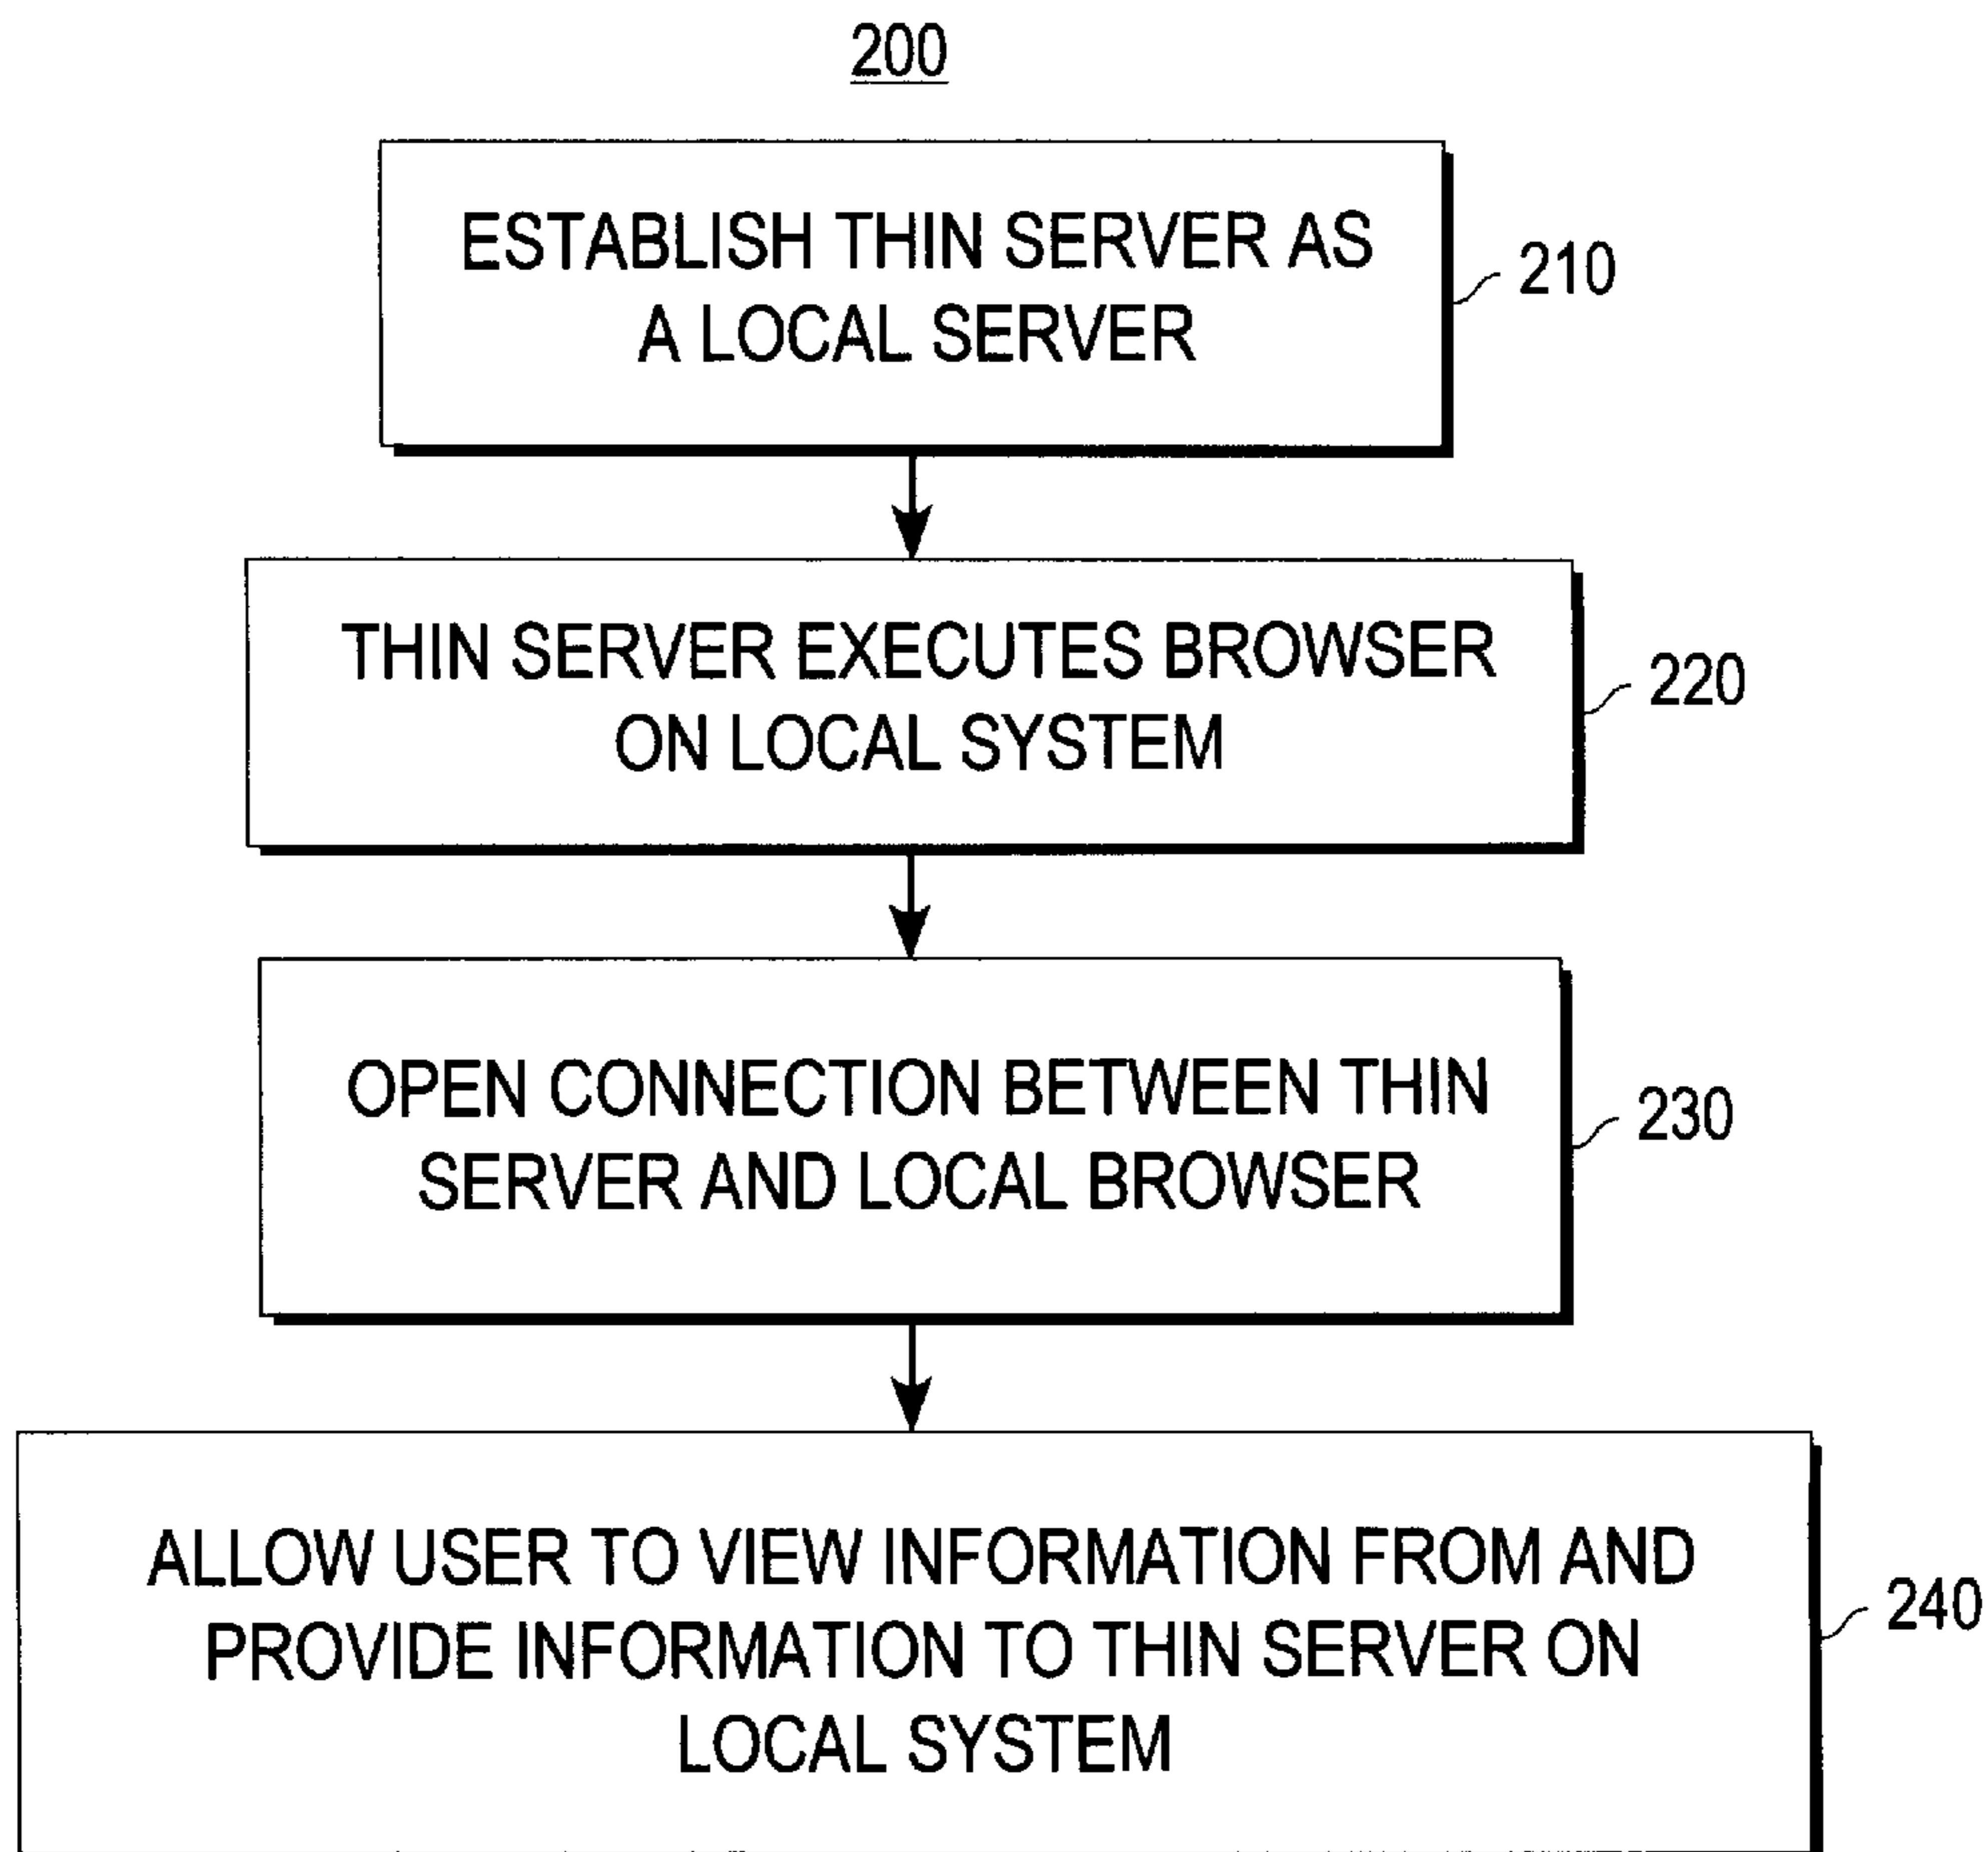 200
ESTABLISH THIN SERVER AS
A LOCAL SERVER
210
THIN SERVER EXECUTES BROWSER
ON LOCAL SYSTEM
220
OPEN CONNECTION BETWEEN THIN
SERVER AND LOCAL BROWSER
230
ALLOW USER TO VIEW INFORMATION FROM AND
PROVIDE INFORMATION TO THIN SERVER ON
LOCAL SYSTEM
240